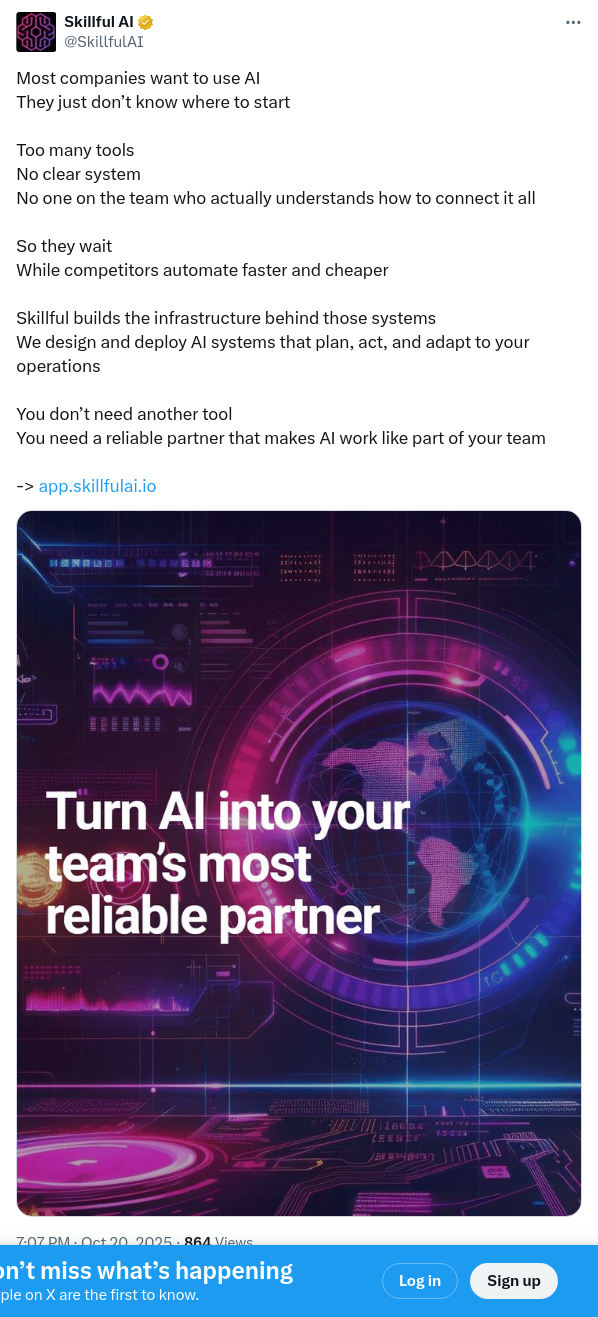 Skillful AI
@SkillfulAI
Most companies want to use AI
They just don’t know where to start
Too many tools
No clear system
No one on the team who actually understands how to connect it all
So they wait
While competitors automate faster and cheaper
Skillful builds the infrastructure behind those systems
We design and deploy AI systems that plan, act, and adapt to your
operations
You don’t need another tool
You need a reliable partner that makes AI work like part of your team
-> app.skillfulai.io
Turn AI into your
team’s most
reliable partner
7:07 PM · Oct 20, 2025 · 864 Views
on’t miss what’s happening
ple on X are the first to know.
Log in
Sign up